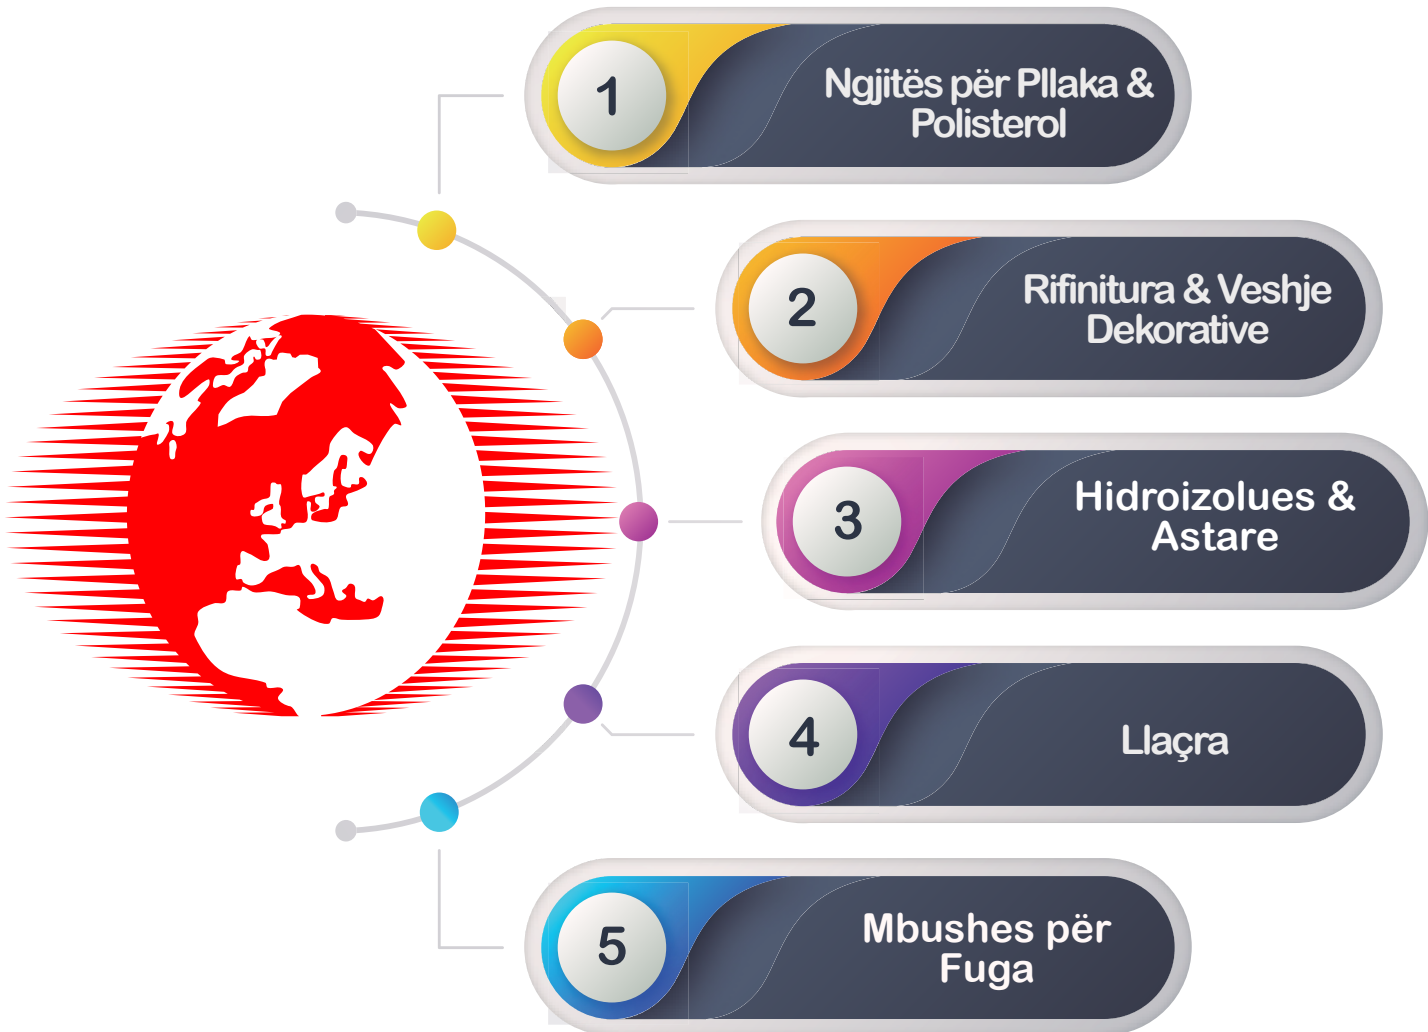 1
Ngjitës për Pllaka &
Polisterol
2
Rifinitura & Veshje
Dekorative
3
Hidroizolues &
Astare
4
Llaçra
5
Mbushes për
Fuga